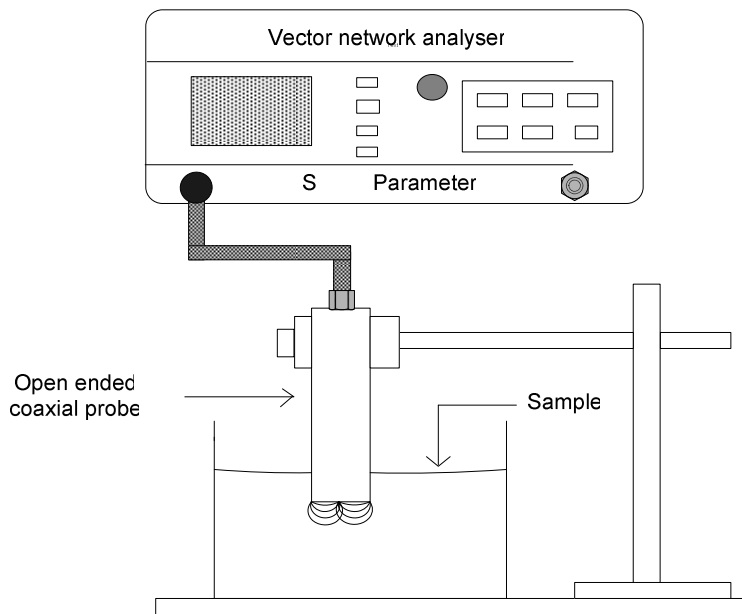 Vector network analyser
S Parameter
Open ended
coaxial probe
Sample